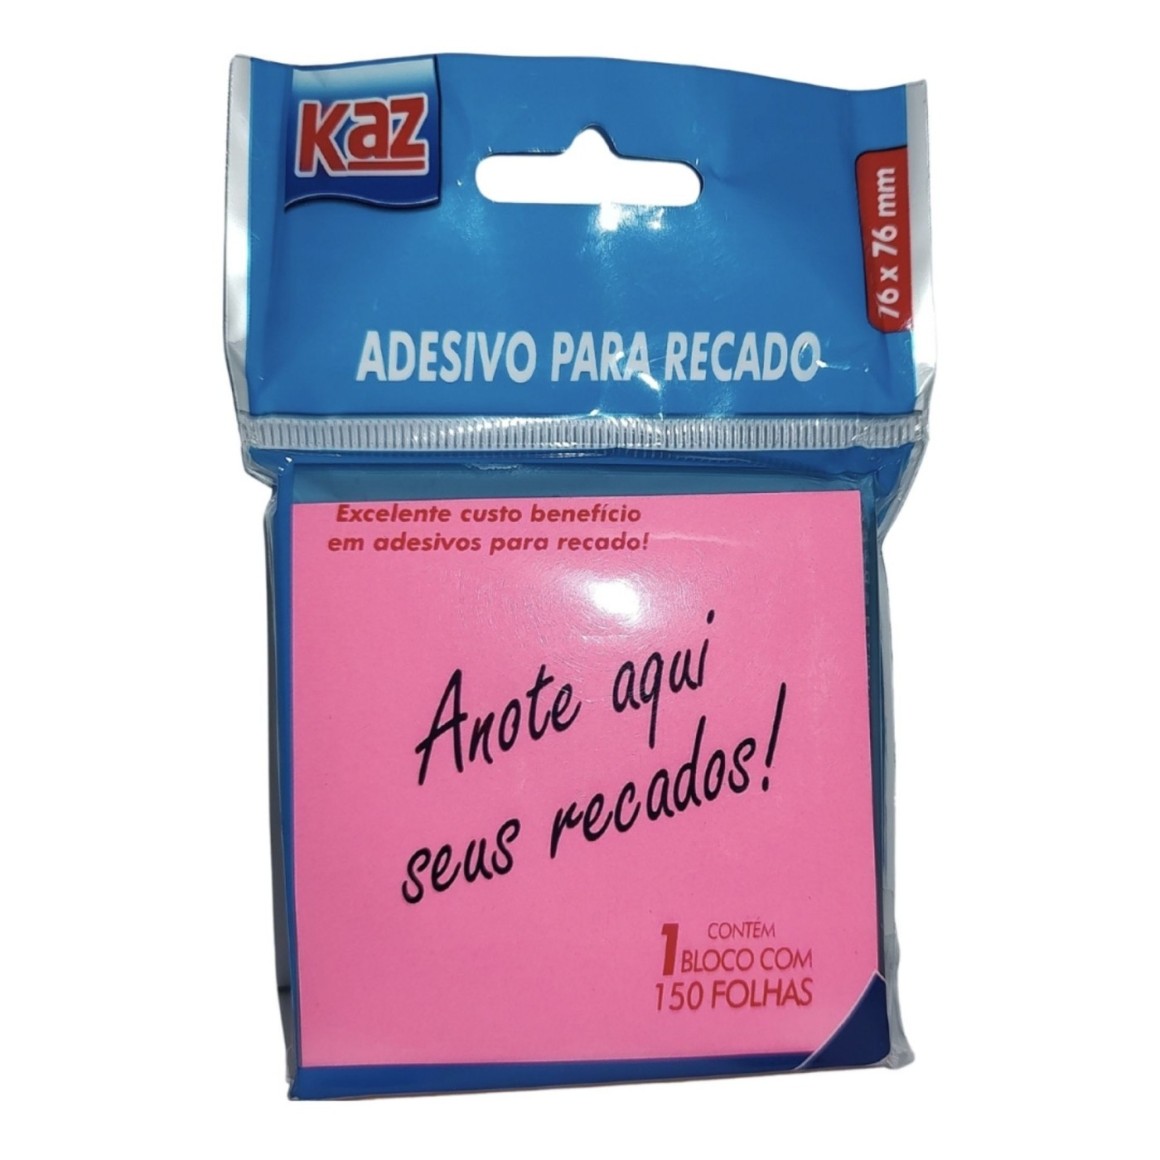 Kaz
76 x 76 mm
ADESIVO PARA RECADO
Excelente custo benefício
em adesivos para recado!
Anote aqui
seus recados!
CONTÉM
1 BLOCO COM
150 FOLHAS